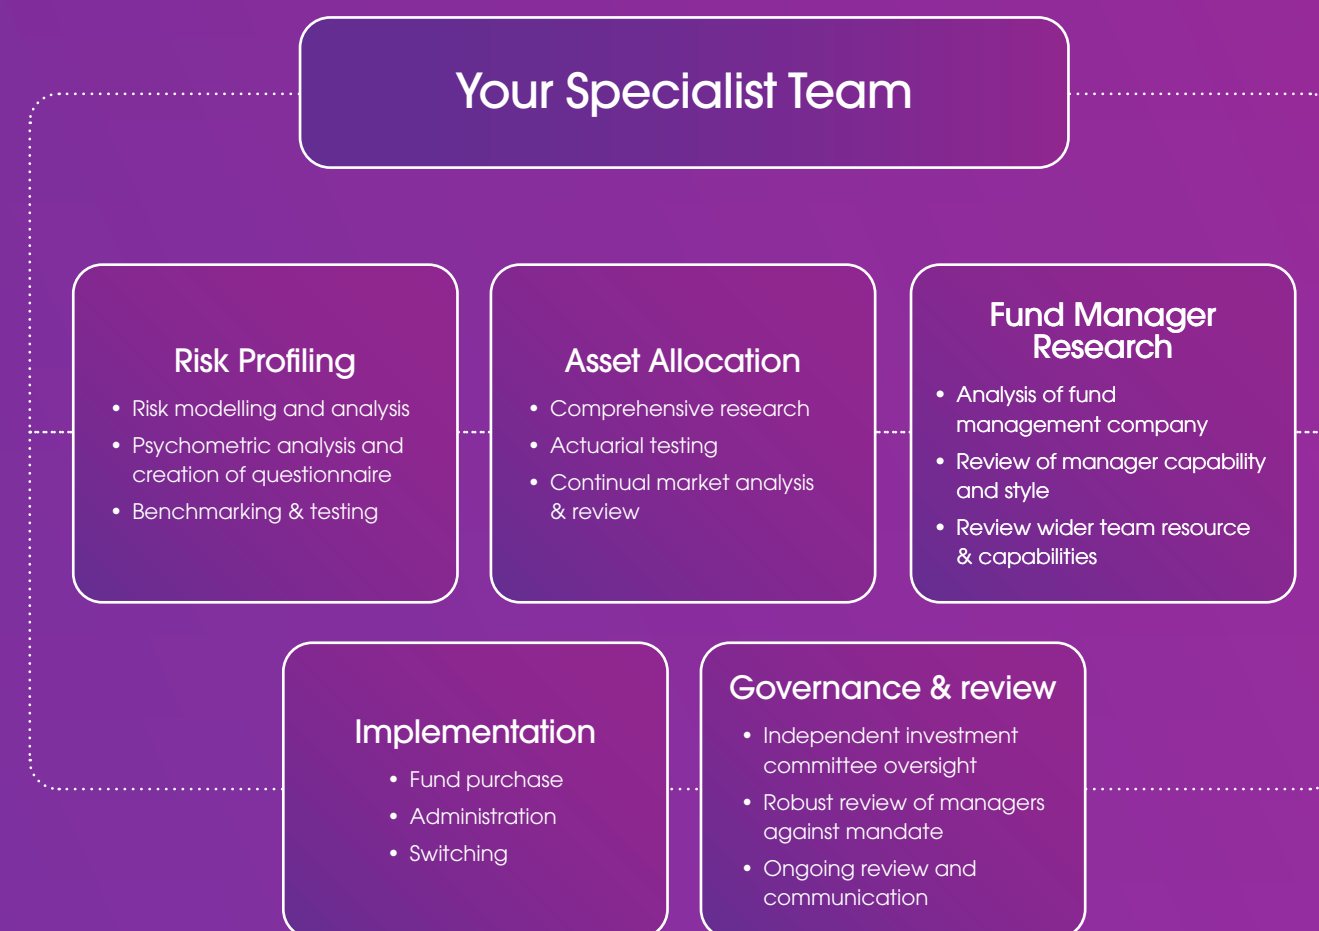 Your Specialist Team
Risk Profiling
• Risk modelling and analysis
• Psychometric analysis and
creation of questionnaire
• Benchmarking & testing
Asset Allocation
• Comprehensive research
• Actuarial testing
• Continual market analysis
& review
Fund Manager
Research
• Analysis of fund
management company
• Review of manager capability
and style
• Review wider team resource
& capabilities
Implementation
• Fund purchase
• Administration
• Switching
Governance & review
• Independent investment
committee oversight
• Robust review of managers
against mandate
• Ongoing review and
communication